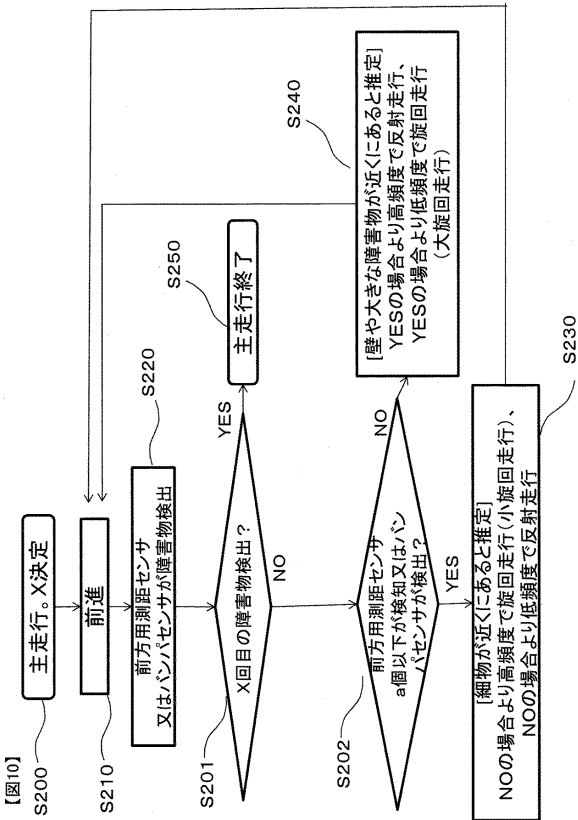 【図10】
S200
主走行。X決定
S210
前進
S220
前方用測距センサ
又はバンパセンサが障害物検出
S201
X回目の障害物検出？
YES
S250
主走行終了
NO
S202
前方用測距センサ
a個以下が検知又はバン
パセンサが検出？
NO
S240
[壁や大きな障害物が近くにあると推定]
YESの場合より高頻度で反射走行、
YESの場合より低頻度で旋回走行
(大旋回走行)
YES
S230
[細物が近くにあると推定]
NOの場合より高頻度で旋回走行(小旋回走行)、
NOの場合より低頻度で反射走行